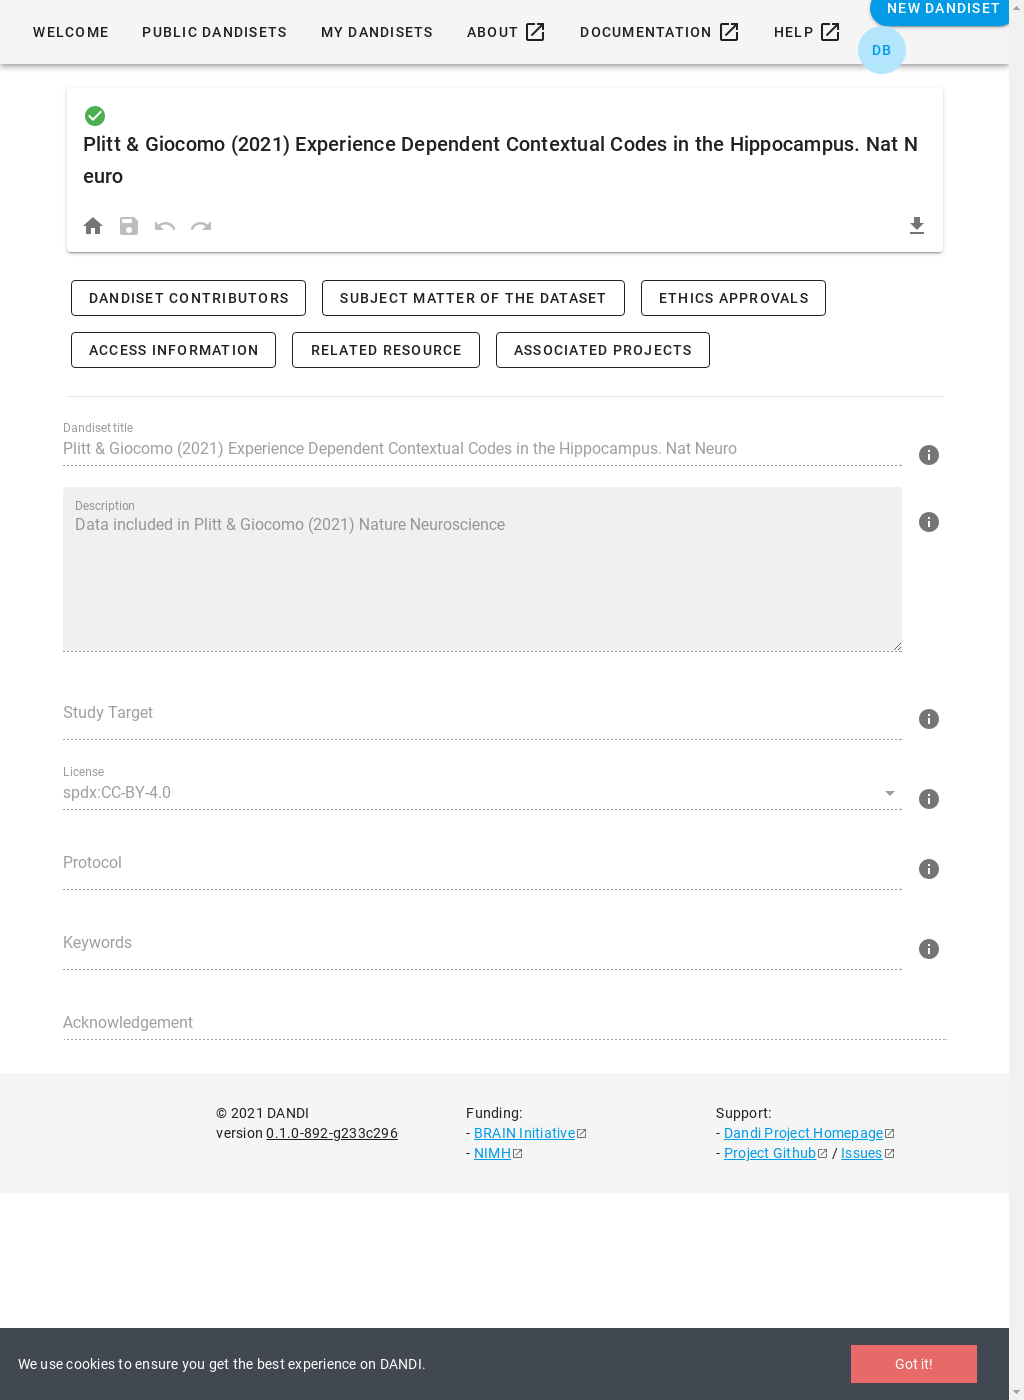 NEW DANDISET
WELCOME PUBLIC DANDISETS MY DANDISETS ABOUT DOCUMENTATION HELP
DB
Plitt & Giocomo (2021) Experience Dependent Contextual Codes in the Hippocampus. Nat N
euro
DANDISET CONTRIBUTORS SUBJECT MATTER OF THE DATASET ETHICS APPROVALS
ACCESS INFORMATION RELATED RESOURCE ASSOCIATED PROJECTS
Dandiset title
Plitt & Giocomo (2021) Experience Dependent Contextual Codes in the Hippocampus. Nat Neuro
Description
Data included in Plitt & Giocomo (2021) Nature Neuroscience
Study Target
License
spdx:CC-BY-4.0
Protocol
Keywords
Acknowledgement
© 2021 DANDI
version 0.1.0-892-g233c296
Funding:
- BRAIN Initiative
- NIMH
Support:
- Dandi Project Homepage
- Project Github / Issues
We use cookies to ensure you get the best experience on DANDI.
Got it!